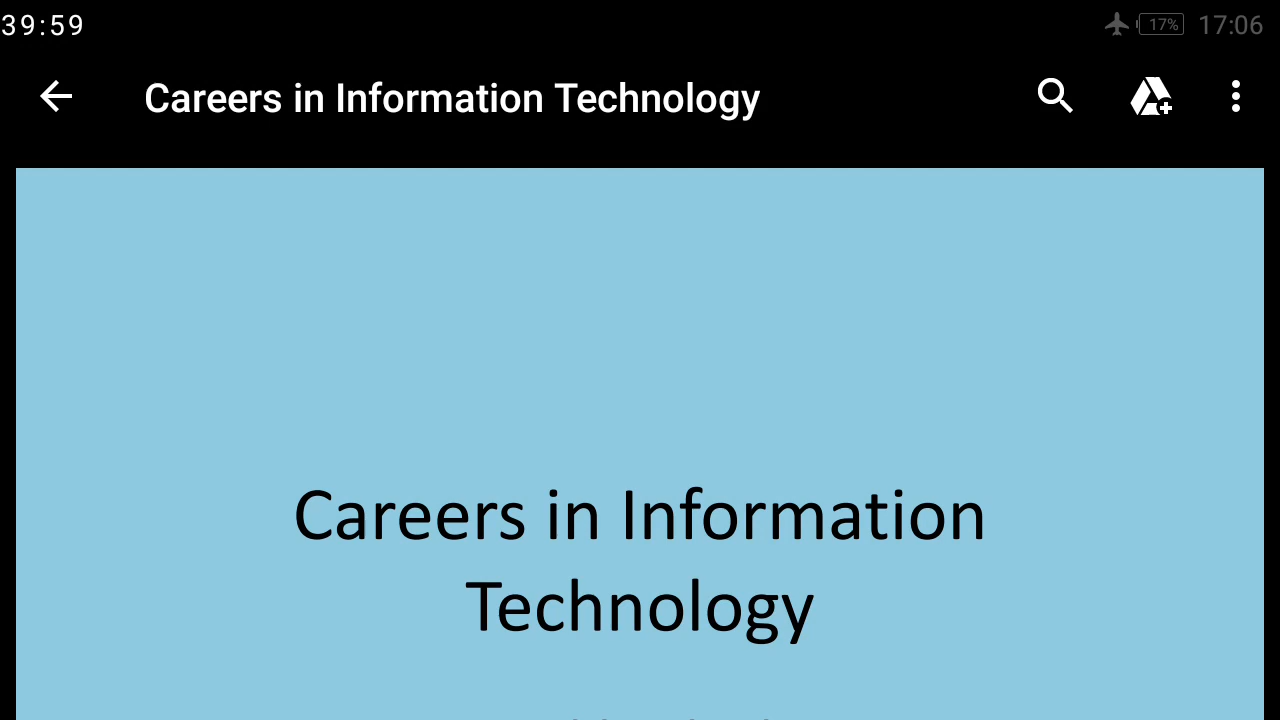 39:59
17%
17:06
Careers in Information Technology
Careers in Information
Technology